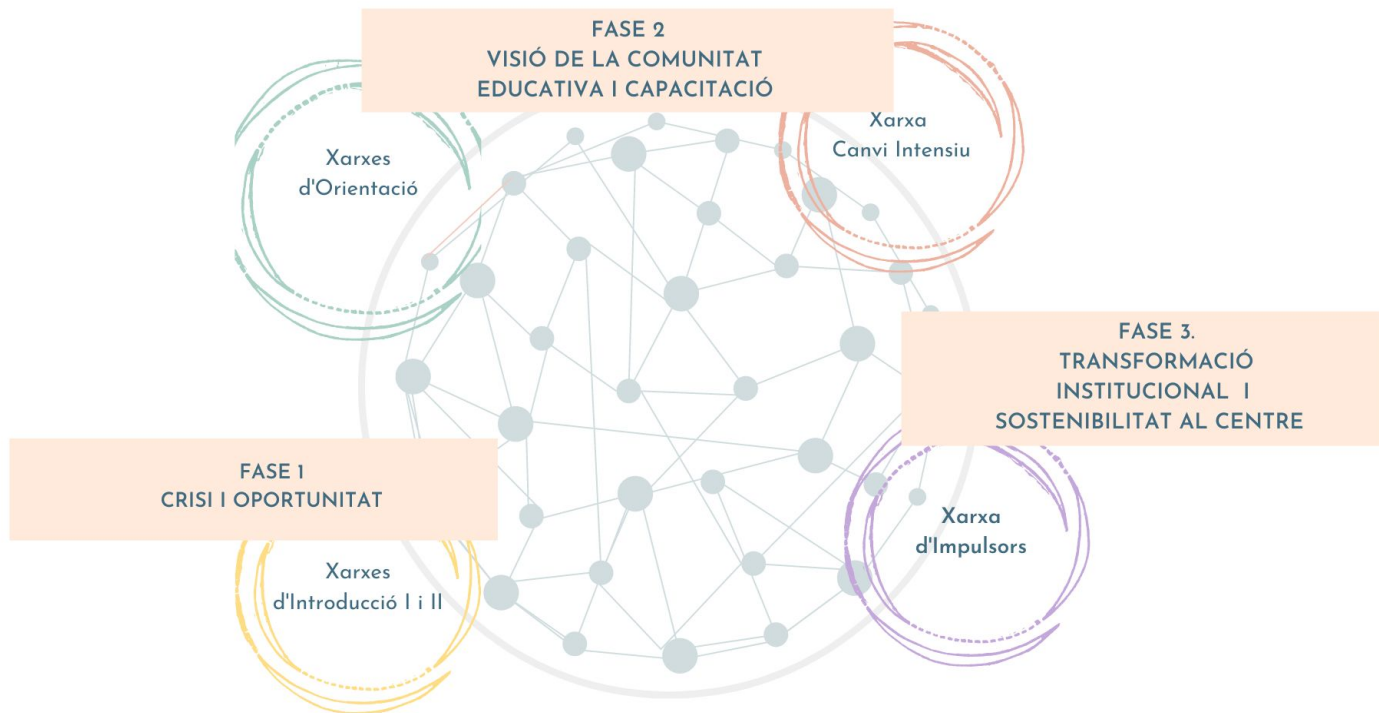 FASE 2
VISIÓ DE LA COMUNITAT
EDUCATIVA I CAPACITACIÓ
Xarxes
d'Orientació
Xarxa
Canvi Intensiu
FASE 3.
TRANSFORMACIÓ
INSTITUCIONAL I
SOSTENIBILITAT AL CENTRE
FASE 1
CRISI I OPORTUNITAT
Xarxes
d'Introducció I i II
Xarxa
d'Impulsors